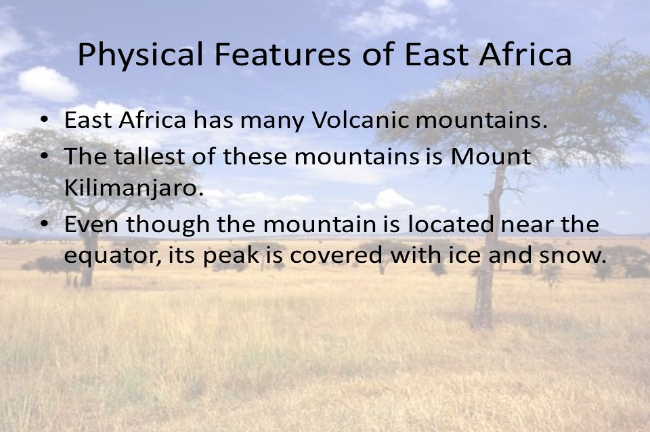 Physical Features of East Africa
• East Africa has many Volcanic mountains.
• The tallest of these mountains is Mount
Kilimanjaro.
• Even though the mountain is located near the
equator, its peak is covered with ice and snow.